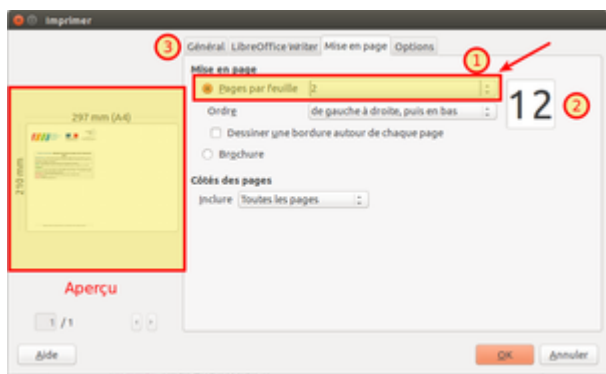 Imprimer
3
Général LibreOffice Writer Mise en page Options
Mise en page
1
Pages par feuille 2
12
2
Ordre de gauche à droite, puis en bas
Dessiner une bordure autour de chaque page
Brochure
Côtés des pages
Inclure Toutes les pages
297 mm (A4)
210 mm
Aperçu
1 / 1
Aide
OK
Annuler